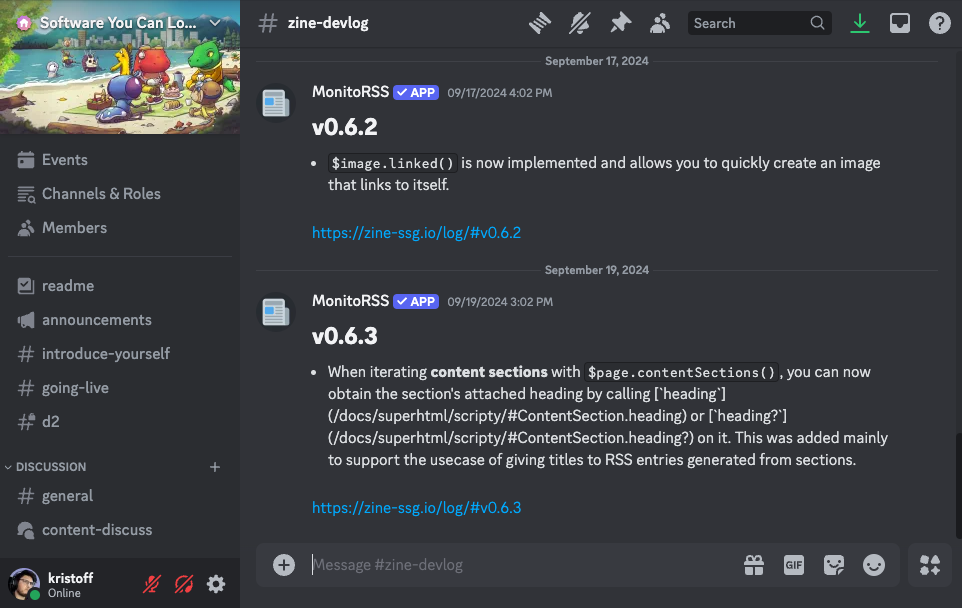 Software You Can Lo...
Events
Channels & Roles
Members
readme
announcements
introduce-yourself
going-live
d2
DISCUSSION
general
content-discuss
kristoff
Online
zine-devlog
Search
September 17, 2024
MonitoRSS APP 09/17/2024 4:02 PM
v0.6.2
• $image.linked() is now implemented and allows you to quickly create an image
that links to itself.
https://zine-ssg.io/log/#v0.6.2
September 19, 2024
MonitoRSS APP 09/19/2024 3:02 PM
v0.6.3
• When iterating content sections with $page.contentSections(), you can now
obtain the section's attached heading by calling [`heading`]
(/docs/superhtml/scripty/#ContentSection.heading) or [`heading?`]
(/docs/superhtml/scripty/#ContentSection.heading?) on it. This was added mainly
to support the usecase of giving titles to RSS entries generated from sections.
https://zine-ssg.io/log/#v0.6.3
Message #zine-devlog
GIF